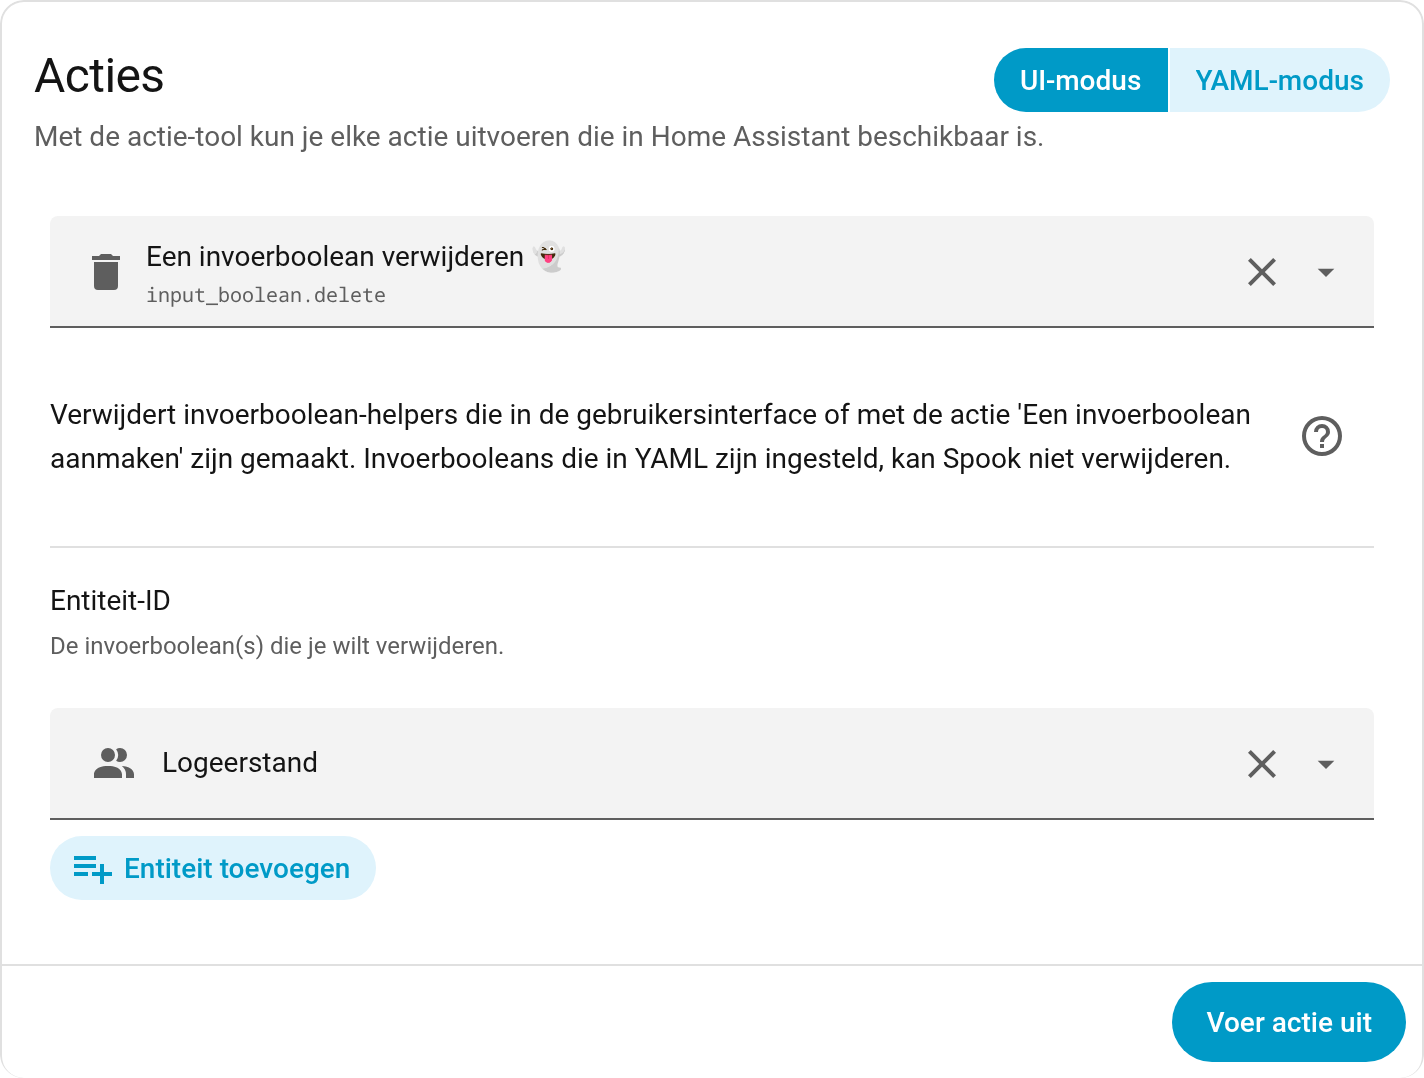 Acties
UI-modus
YAML-modus
Met de actie-tool kun je elke actie uitvoeren die in Home Assistant beschikbaar is.
Een invoerboolean verwijderen 👻
input_boolean.delete
Verwijdert invoerboolean-helpers die in de gebruikersinterface of met de actie 'Een invoerboolean
aanmaken' zijn gemaakt. Invoerbooleans die in YAML zijn ingesteld, kan Spook niet verwijderen.
Entiteit-ID
De invoerboolean(s) die je wilt verwijderen.
Logeerstand
Entiteit toevoegen
Voer actie uit